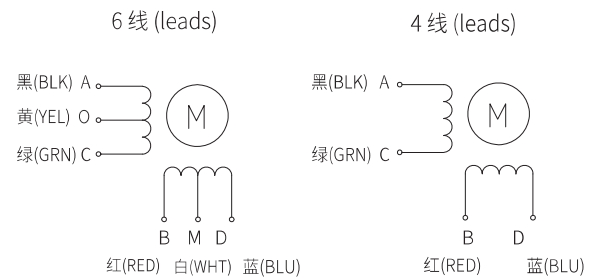 6 线 (leads)
黑(BLK) A
黄(YEL) O
绿(GRN) C
M
B M D
红(RED) 白(WHT) 蓝(BLU)
4 线 (leads)
黑(BLK) A
绿(GRN) C
M
B D
红(RED) 蓝(BLU)